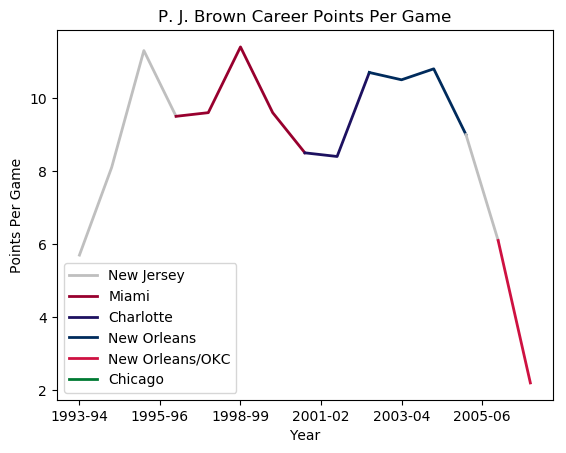 P. J. Brown Career Points Per Game
Points Per Game
10
8
6
4
2
New Jersey
Miami
Charlotte
New Orleans
New Orleans/OKC
Chicago
1993-94 1995-96 1998-99 2001-02 2003-04 2005-06
Year